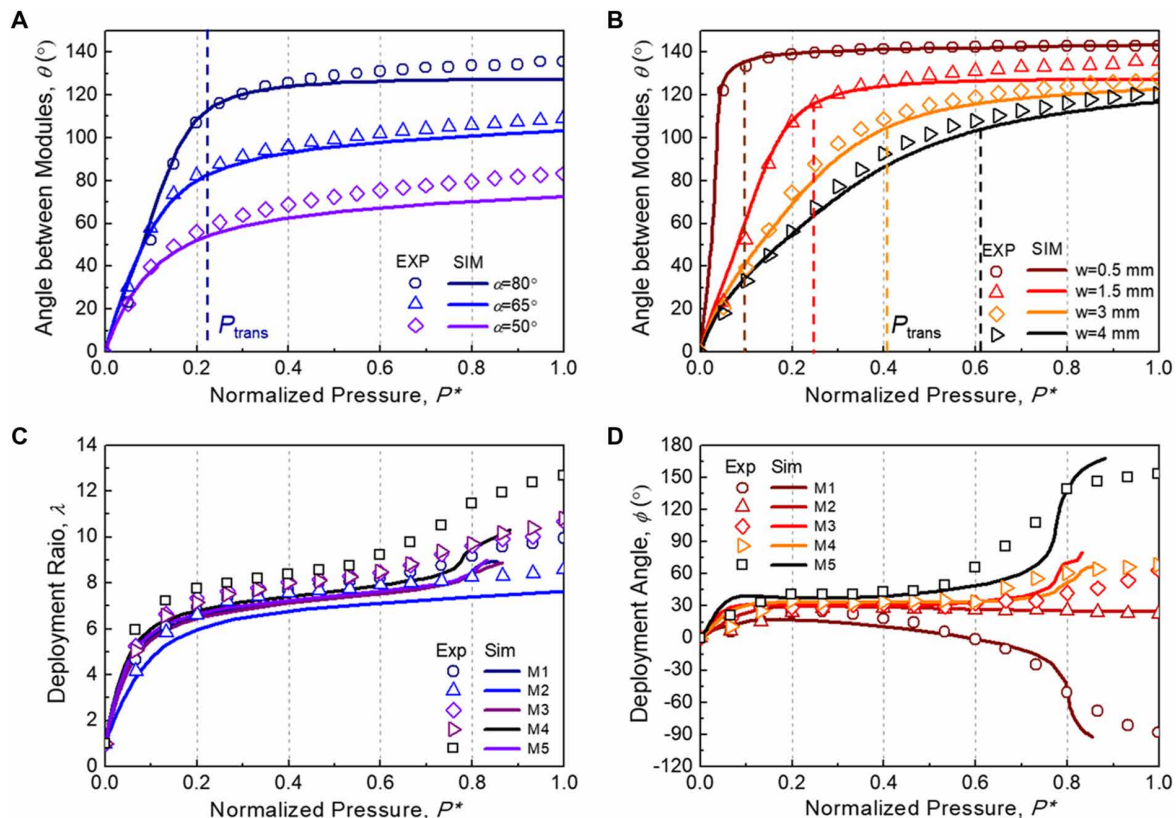 A
Angle between Modules, θ (°)
140
120
100
80
60
40
20
0
EXP SIM
α=80°
α=65°
α=50°
Ptrans
0.0 0.2 0.4 0.6 0.8 1.0
Normalized Pressure, P*
B
Angle between Modules, θ (°)
140
120
100
80
60
40
20
0
EXP SIM
w=0.5 mm
w=1.5 mm
w=3 mm
w=4 mm
Ptrans
0.0 0.2 0.4 0.6 0.8 1.0
Normalized Pressure, P*
C
Deployment Raio, λ
14
12
10
8
6
4
2
0
Exp Sim
M1
M2
M3
M4
M5
0.0 0.2 0.4 0.6 0.8 1.0
Normalized Pressure, P*
D
Deployment Angle, ϕ (°)
180
150
120
90
60
30
0
-30
-60
-90
-120
Exp Sim
M1
M2
M3
M4
M5
0.0 0.2 0.4 0.6 0.8 1.0
Normalized Pressure, P*